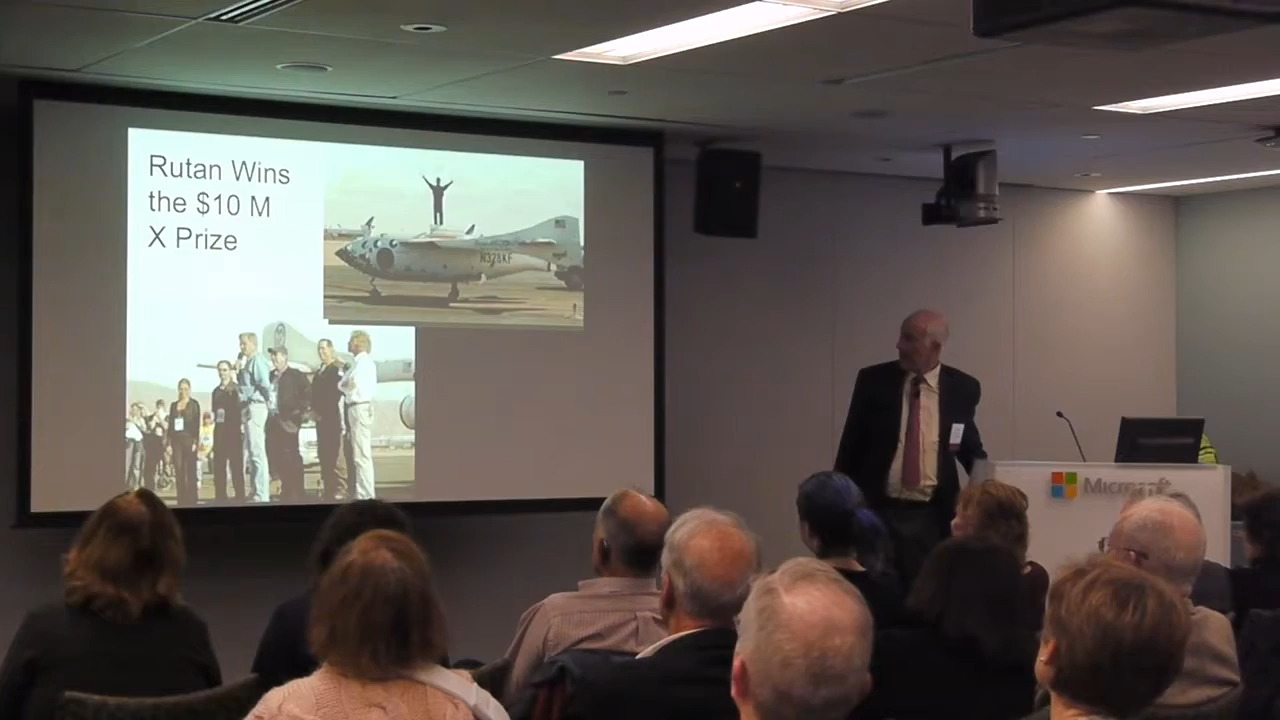 Rutan Wins
the $10 M
X Prize
N328KF
Microsoft